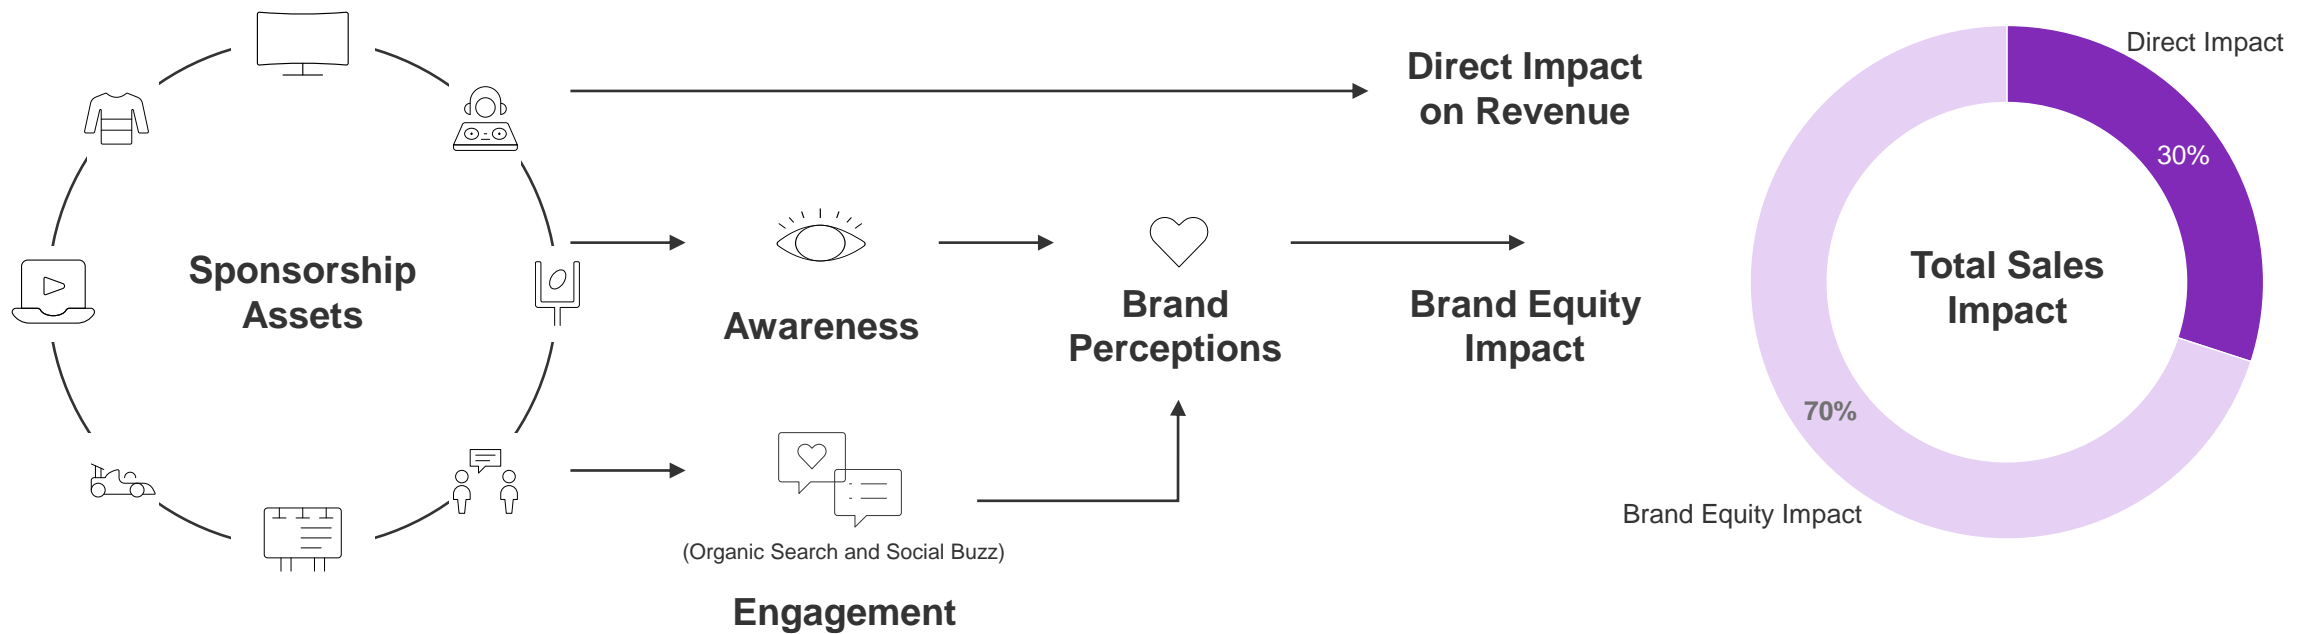 Sponsorship
Assets
Direct Impact
on Revenue
Awareness
Brand
Perceptions
Brand Equity
Impact
(Organic Search and Social Buzz)
Engagement
Direct Impact
30%
Total Sales
Impact
70%
Brand Equity Impact